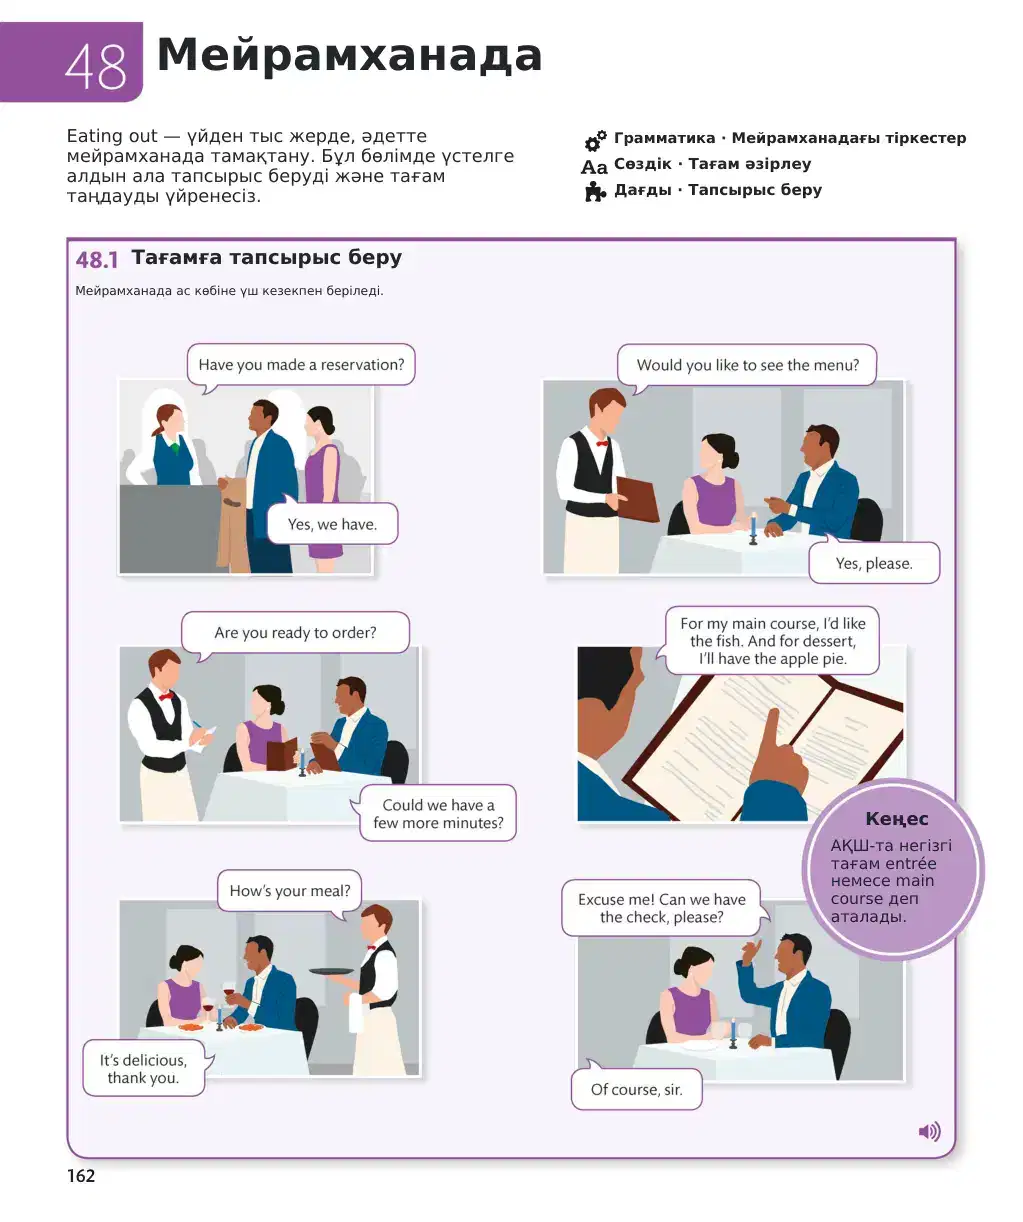 48
Мейрамханада
Eating out — үйден тыс жерде, әдетте
мейрамханада тамақтану. Бұл бөлімде үстелге
алдын ала тапсырыс беруді және тағам
таңдауды үйренесіз.
Грамматика · Мейрамханадағы тіркестер
Aa Сөздік · Тағам әзірлеу
Дағды · Тапсырыс беру
48.1 Тағамға тапсырыс беру
Мейрамханада ас көбіне үш кезекпен беріледі.
Have you made a reservation?
Yes, we have.
Would you like to see the menu?
Yes, please.
Are you ready to order?
Could we have a
few more minutes?
For my main course, I’d like
the fish. And for dessert,
I’ll have the apple pie.
Кеңес
АҚШ-та негізгі
тағам entrée
немесе main
course деп
аталады.
How’s your meal?
It’s delicious,
thank you.
Excuse me! Can we have
the check, please?
Of course, sir.
162